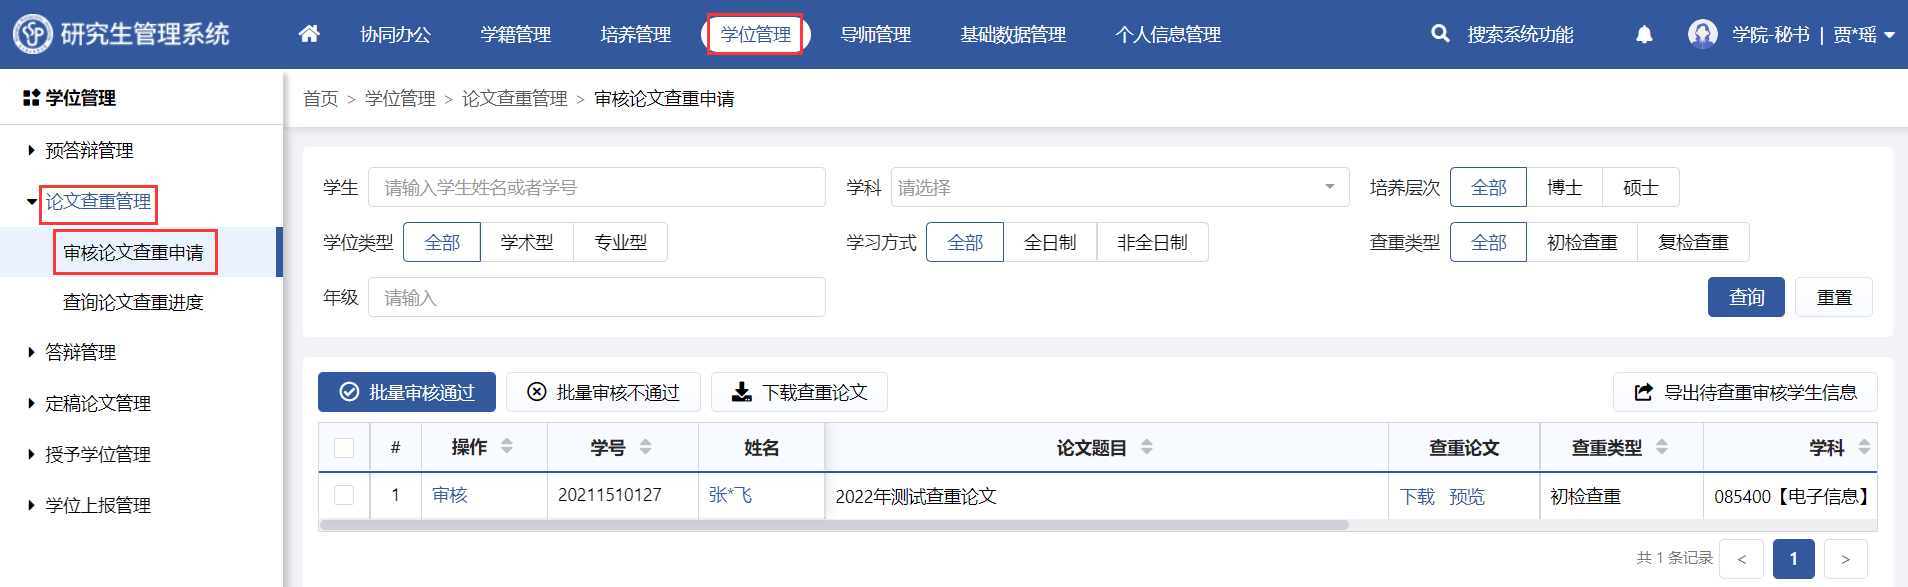 研究生管理系统 协同办公 学籍管理 培养管理 学位管理 导师管理 基础数据管理 个人信息管理 搜索系统功能 学院-秘书 | 贾*瑶
学位管理
首页 > 学位管理 > 论文查重管理 > 审核论文查重申请
预答辩管理
论文查重管理
审核论文查重申请
查询论文查重进度
答辩管理
定稿论文管理
授予学位管理
学位上报管理
学生 请输入学生姓名或者学号 学科 请选择 培养层次 全部 博士 硕士
学位类型 全部 学术型 专业型 学习方式 全部 全日制 非全日制 查重类型 全部 初检查重 复检查重
年级 请输入 查询 重置
批量审核通过 批量审核不通过 下载查重论文 导出待查重审核学生信息
# 操作 学号 姓名 论文题目 查重论文 查重类型 学科
1 审核 20211510127 张*飞 2022年测试查重论文 下载 预览 初检查重 085400【电子信息】
共 1 条记录 < 1 >